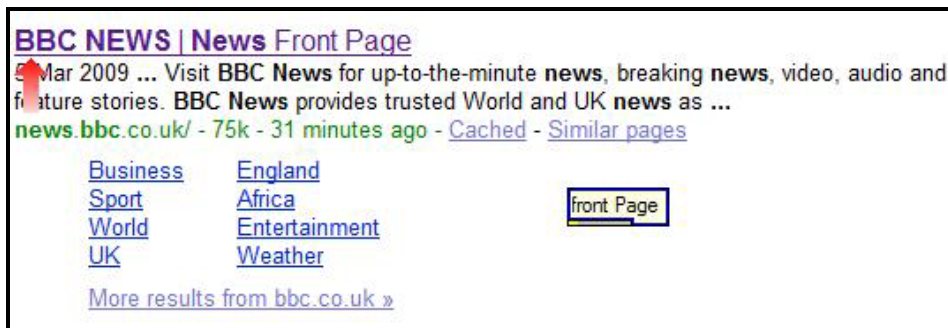 BBC NEWS | News Front Page
5 Mar 2009 ... Visit BBC News for up-to-the-minute news, breaking news, video, audio and
feature stories. BBC News provides trusted World and UK news as ...
news.bbc.co.uk/ - 75k - 31 minutes ago - Cached - Similar pages
Business England
Sport Africa
front Page
World Entertainment
UK Weather
More results from bbc.co.uk »